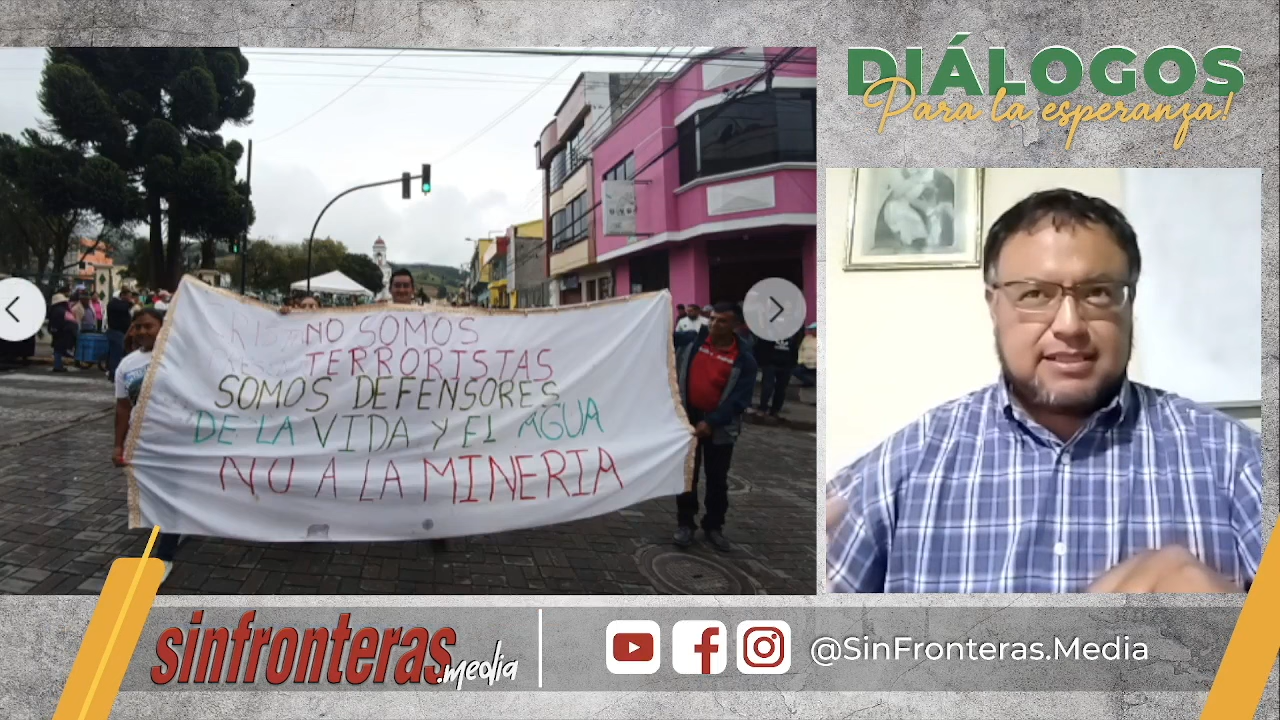 DIÁLOGOS
Para la esperanza!
NO SOMOS
TERRORISTAS
SOMOS DEFENSORES
DE LA VIDA Y EL AGUA
NO A LA MINERIA
sinfronteras
.media
@SinFronteras.Media